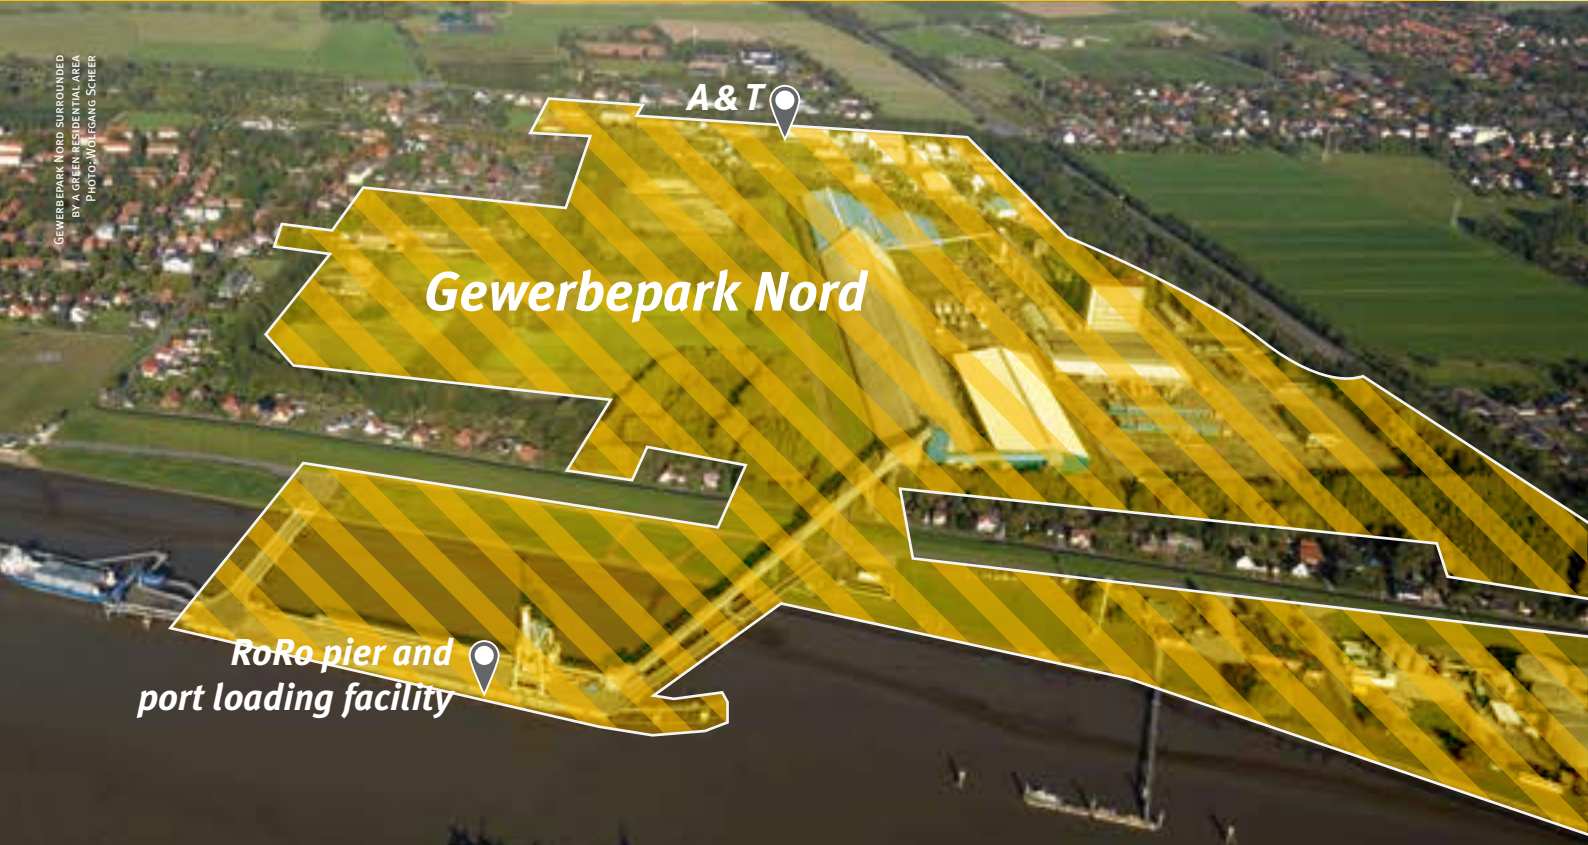 Gewerbepark Nord surrounded
by a green residential area
Photo: Wolfgang Scheer
A & T
Gewerbepark Nord
RoRo pier and
port loading facility